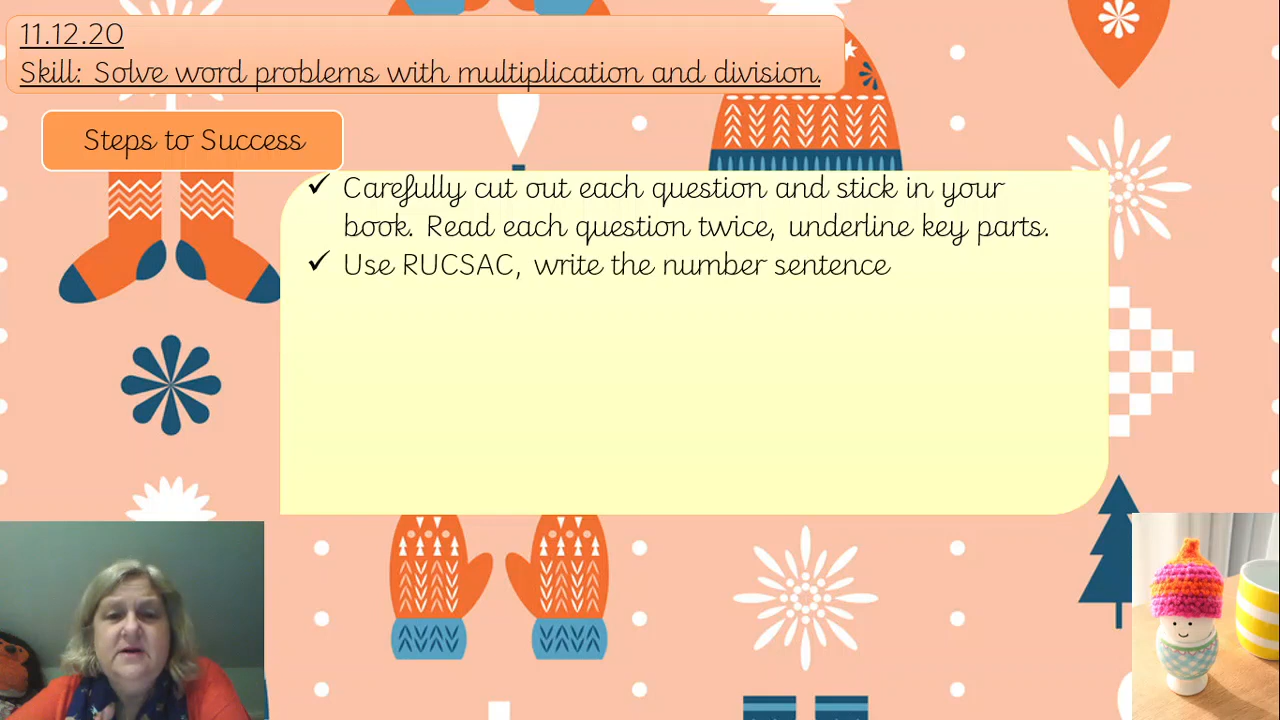 11.12.20
Skill: Solve word problems with multiplication and division.
Steps to Success
✓ Carefully cut out each question and stick in your
book. Read each question twice, underline key parts.
✓ Use RUCSAC, write the number sentence